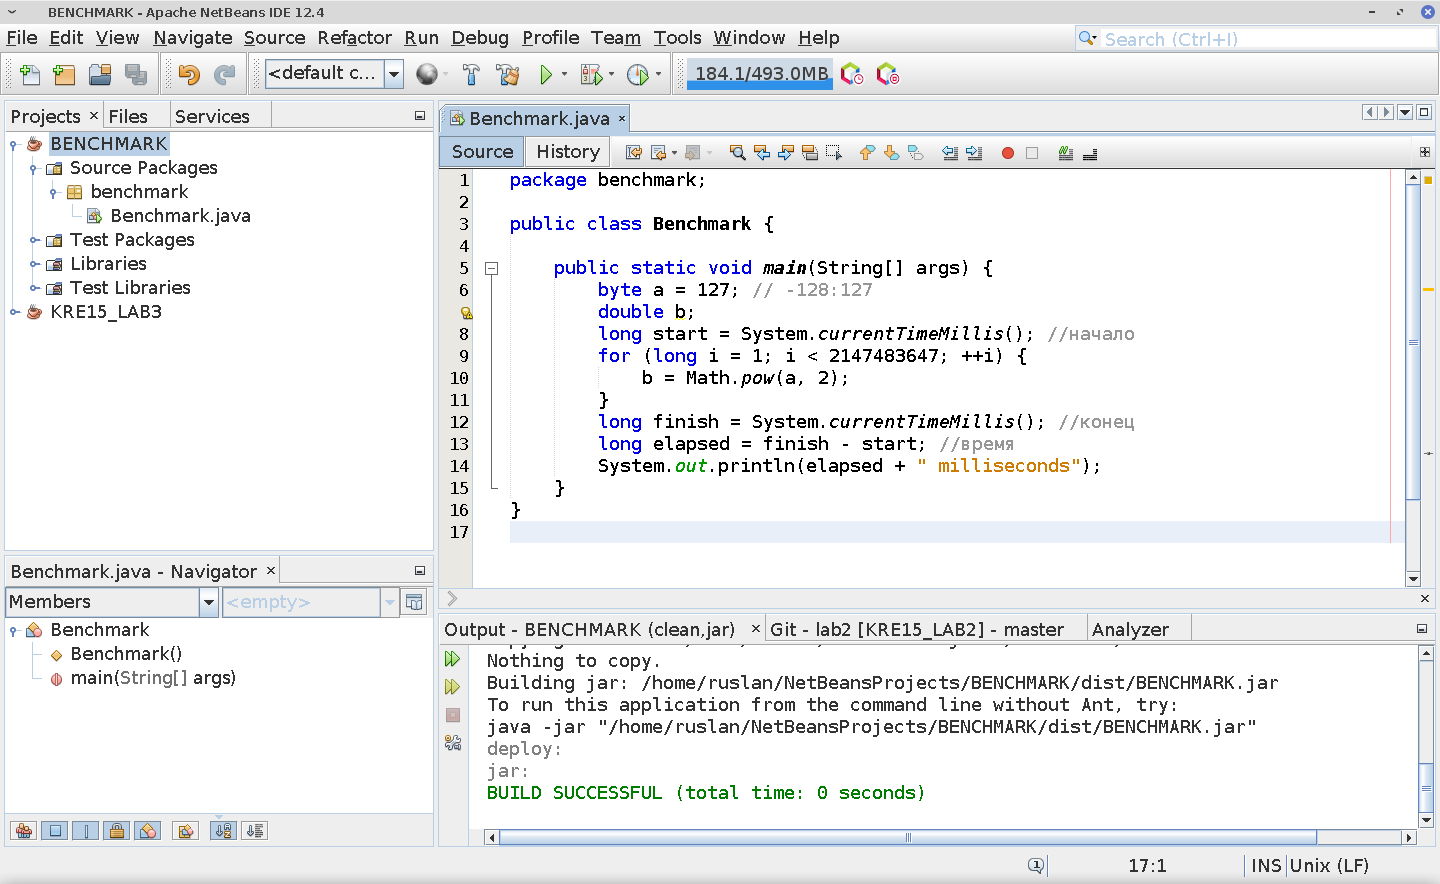 BENCHMARK - Apache NetBeans IDE 12.4
File Edit View Navigate Source Refactor Run Debug Profile Team Tools Window Help
Search (Ctrl+I)
<default c...
184.1/493.0MB
Projects Files Services
BENCHMARK
Source Packages
benchmark
Benchmark.java
Test Packages
Libraries
Test Libraries
KRE15_LAB3
Benchmark.java - Navigator
Members
<empty>
Benchmark
Benchmark()
main(String[] args)
Benchmark.java
Source History
1 package benchmark;
2
3 public class Benchmark {
4
5 public static void main(String[] args) {
6 byte a = 127; // -128:127
double b;
8 long start = System.currentTimeMillis(); //начало
9 for (long i = 1; i < 2147483647; ++i) {
10 b = Math.pow(a, 2);
11 }
12 long finish = System.currentTimeMillis(); //конец
13 long elapsed = finish - start; //время
14 System.out.println(elapsed + " milliseconds");
15 }
16 }
17
Output - BENCHMARK (clean,jar) Git - lab2 [KRE15_LAB2] - master Analyzer
Nothing to copy.
Building jar: /home/ruslan/NetBeansProjects/BENCHMARK/dist/BENCHMARK.jar
To run this application from the command line without Ant, try:
java -jar "/home/ruslan/NetBeansProjects/BENCHMARK/dist/BENCHMARK.jar"
deploy:
jar:
BUILD SUCCESSFUL (total time: 0 seconds)
17:1 INS Unix (LF)